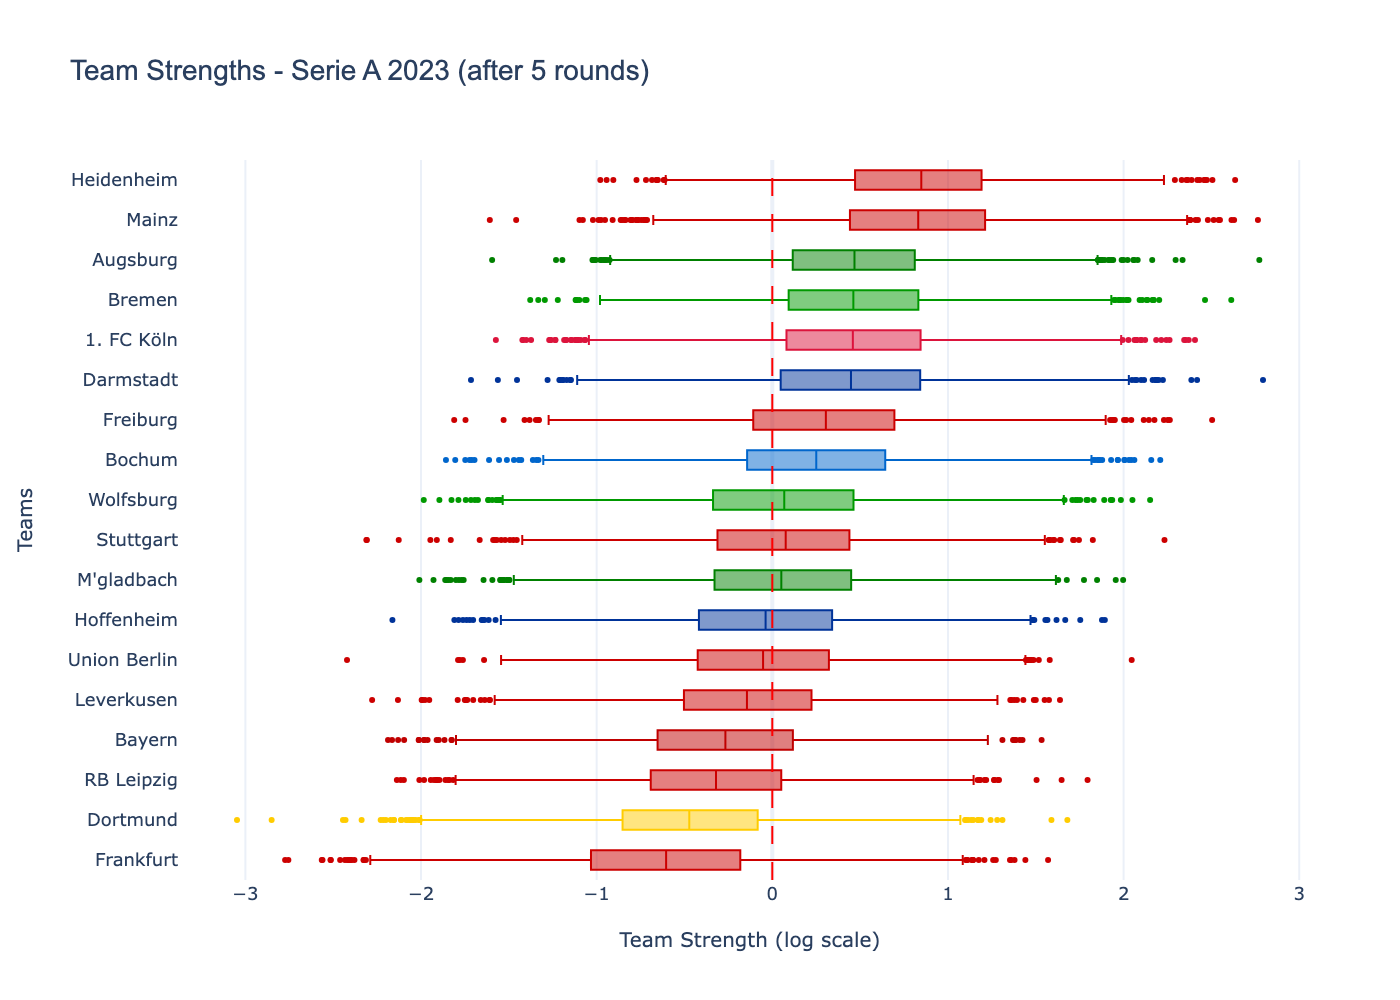 Team Strengths - Serie A 2023 (after 5 rounds)
Teams
Heidenheim
Mainz
Augsburg
Bremen
1. FC Köln
Darmstadt
Freiburg
Bochum
Wolfsburg
Stuttgart
M'gladbach
Hoffenheim
Union Berlin
Leverkusen
Bayern
RB Leipzig
Dortmund
Frankfurt
−3 −2 −1 0 1 2 3
Team Strength (log scale)